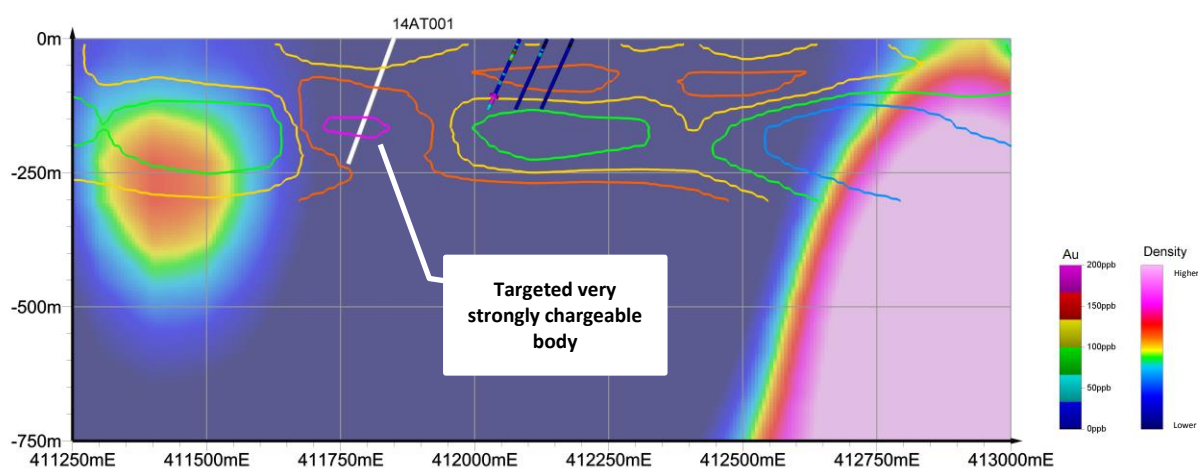 14AT001
0m
-250m
-500m
-750m
411250mE
411500mE
411750mE
412000mE
412250mE
412500mE
412750mE
413000mE
Targeted very
strongly chargeable
body
Au
200ppb
150ppb
100ppb
50ppb
0ppb
Density
Higher
Lower